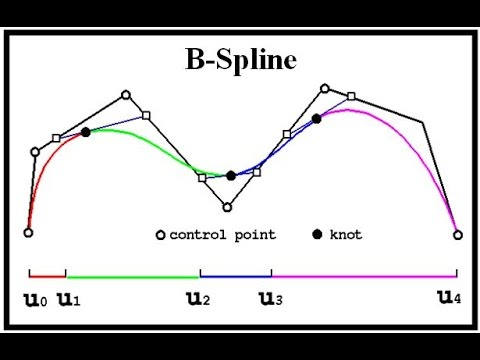 B-Spline
control point knot
u0 u1 u2 u3 u4